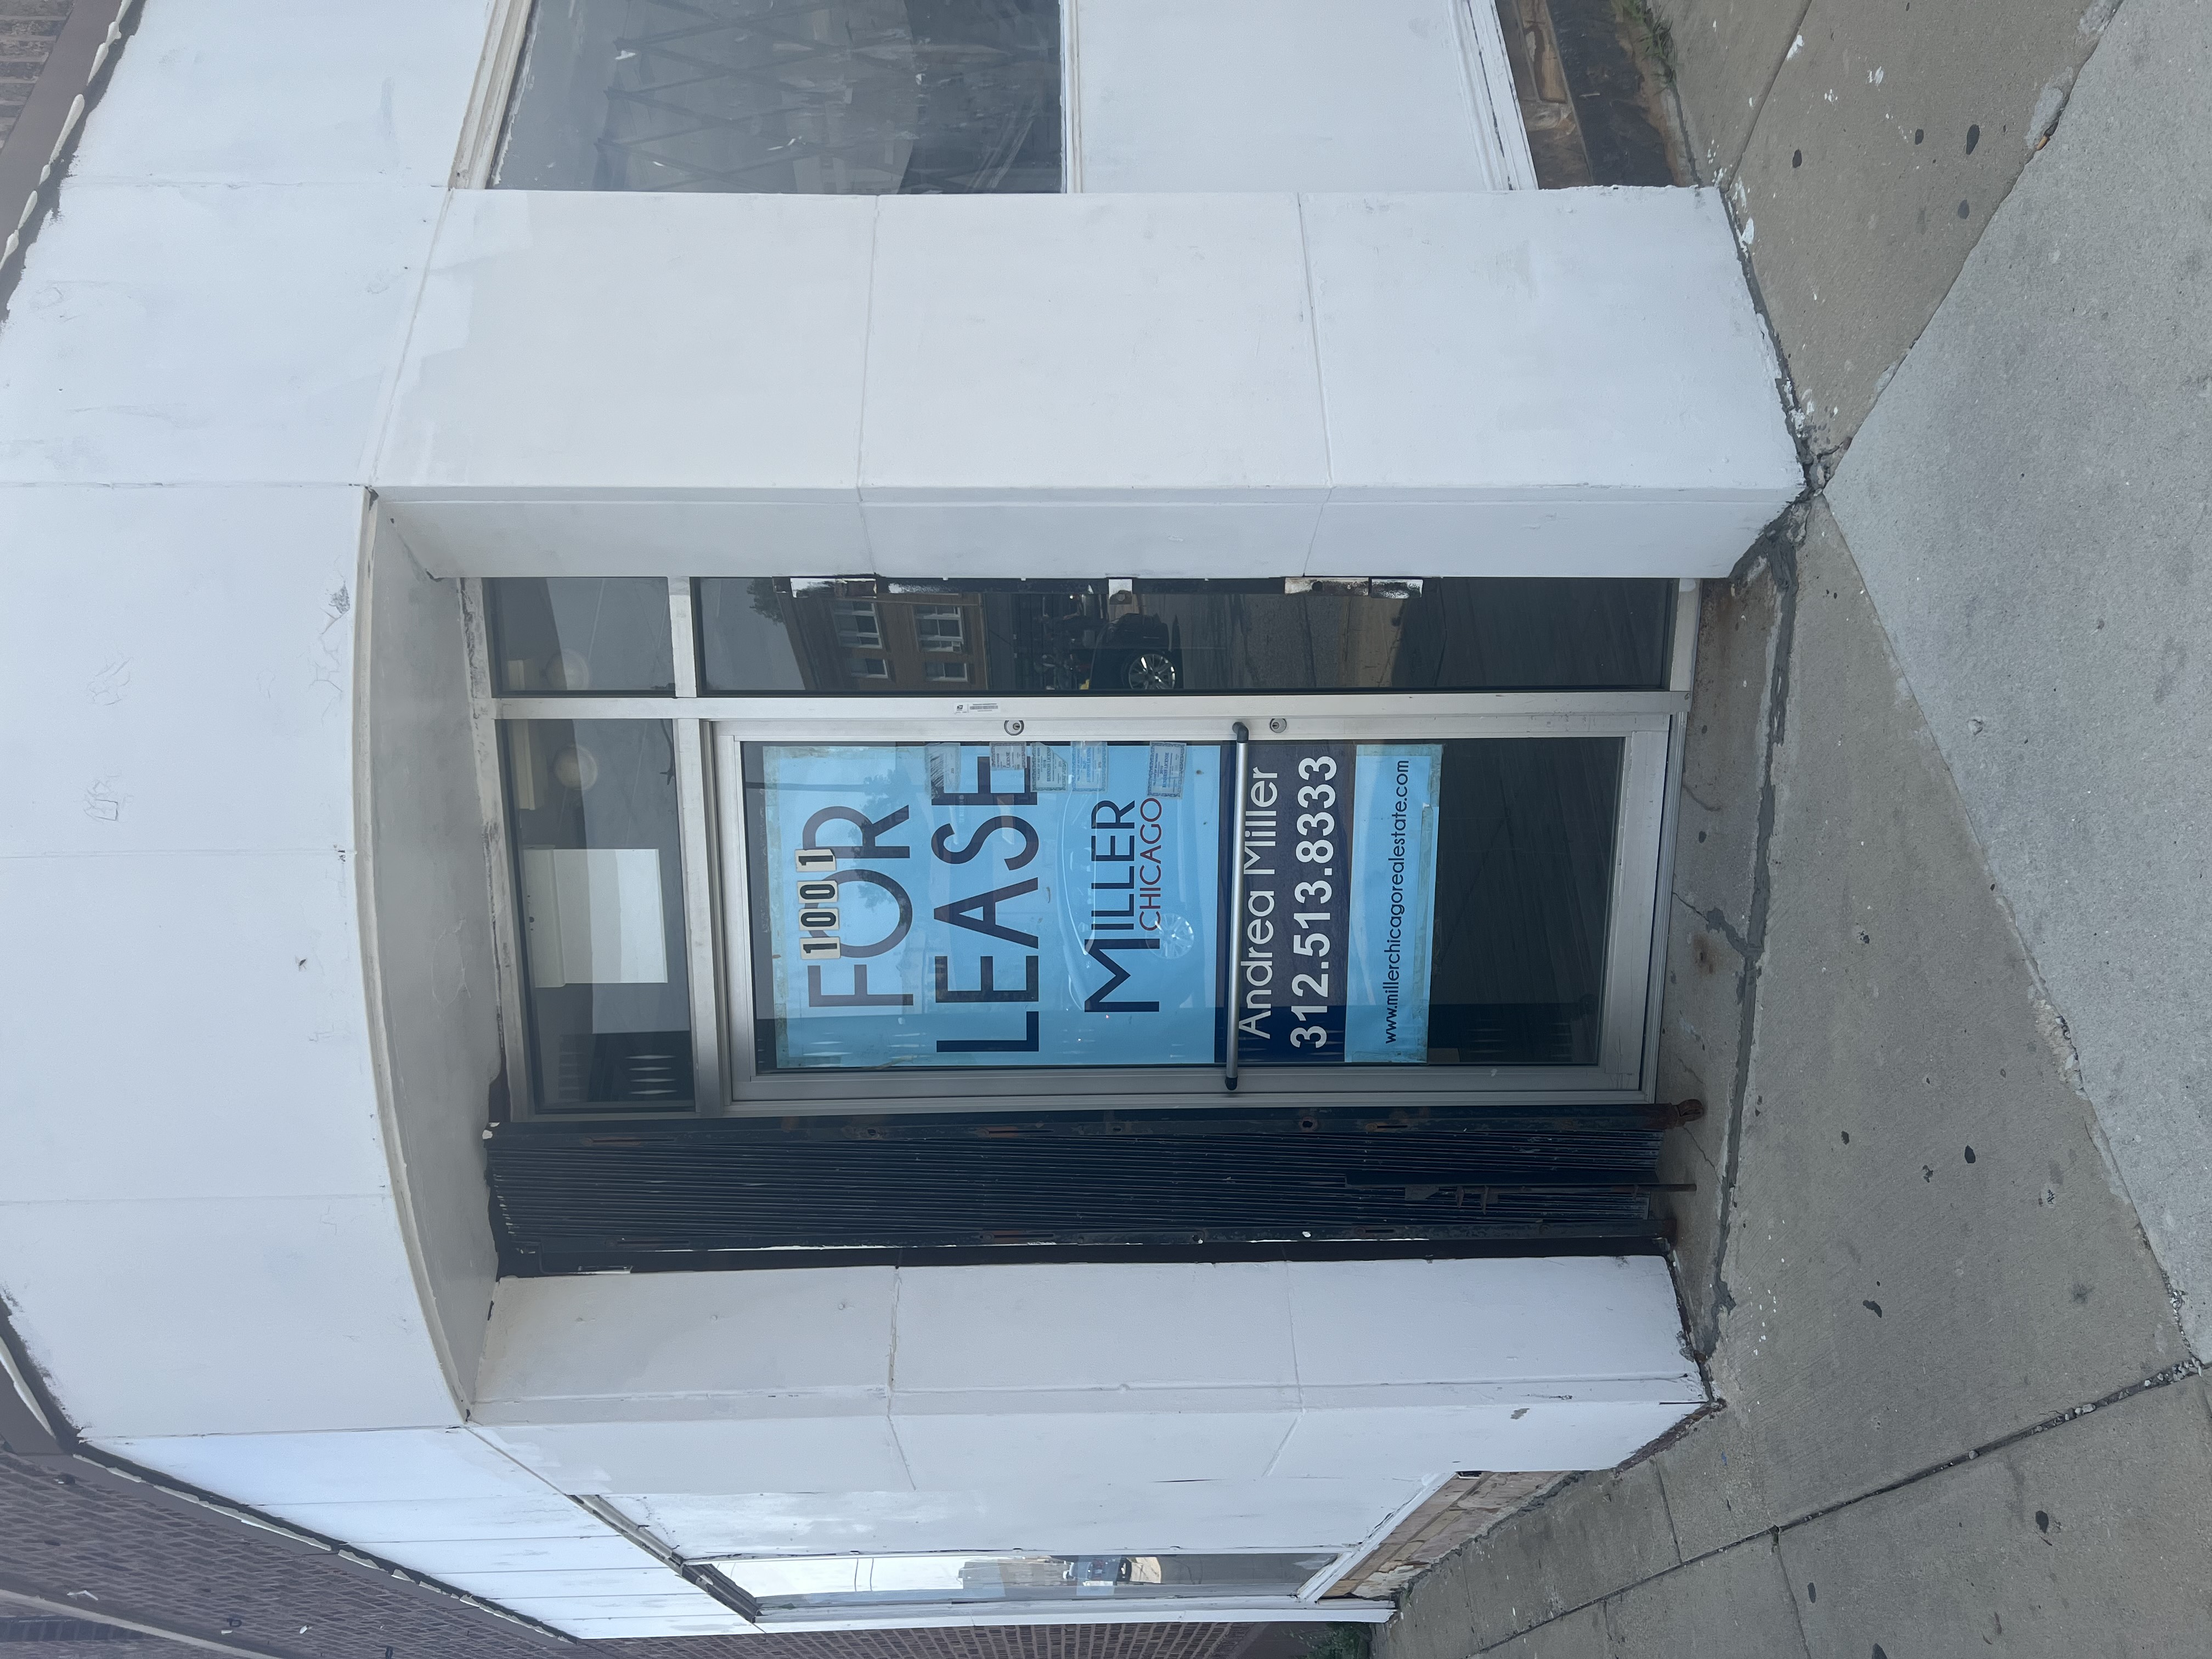 1001
FOR
LEASE
MILLER
CHICAGO
Andrea Miller
312.513.8333
www.millerchicagorealestate.com